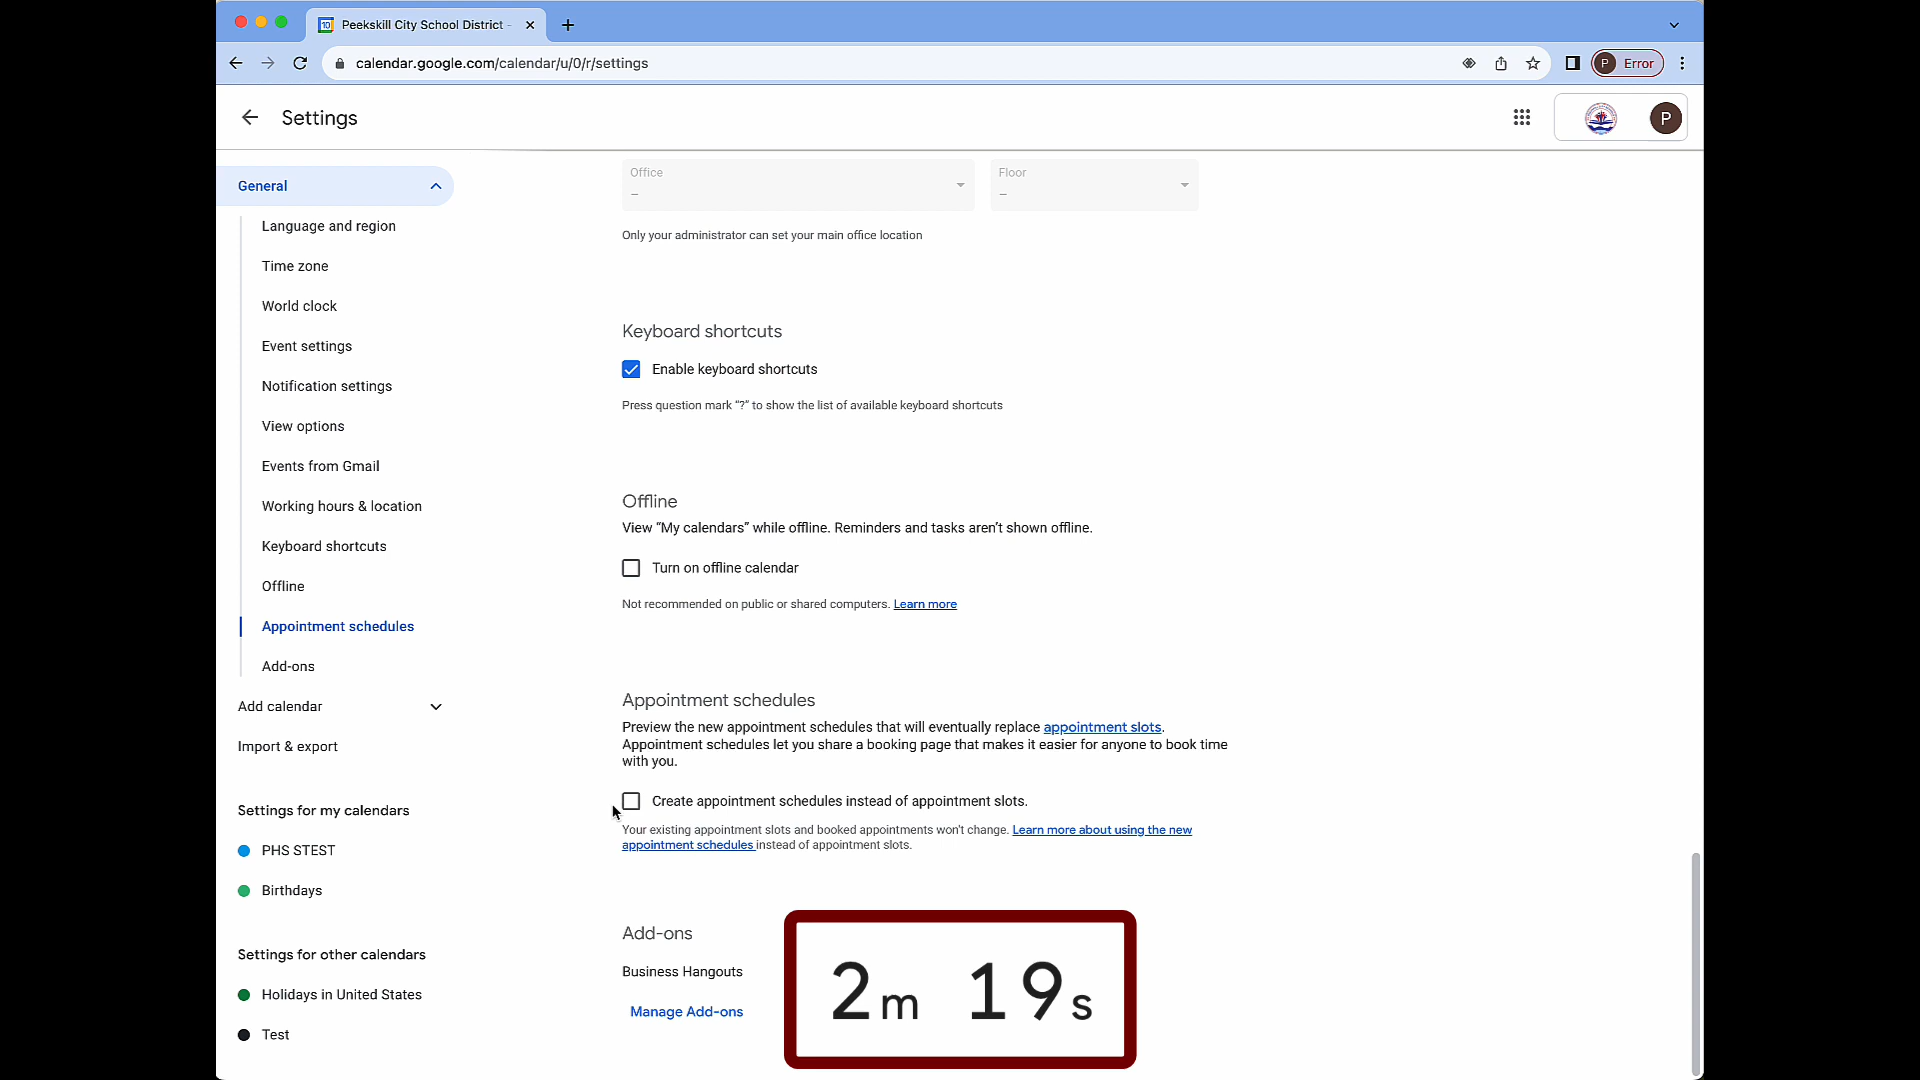 Peekskill City School District -
calendar.google.com/calendar/u/0/r/settings
P
Error
Settings
P
General
Language and region
Time zone
World clock
Event settings
Notification settings
View options
Events from Gmail
Working hours & location
Keyboard shortcuts
Offline
Appointment schedules
Add-ons
Add calendar
Import & export
Settings for my calendars
PHS STEST
Birthdays
Settings for other calendars
Holidays in United States
Test
Office
–
Floor
–
Only your administrator can set your main office location
Keyboard shortcuts
Enable keyboard shortcuts
Press question mark “?” to show the list of available keyboard shortcuts
Offline
View “My calendars” while offline. Reminders and tasks aren’t shown offline.
Turn on offline calendar
Not recommended on public or shared computers. Learn more
Appointment schedules
Preview the new appointment schedules that will eventually replace appointment slots.
Appointment schedules let you share a booking page that makes it easier for anyone to book time
with you.
Create appointment schedules instead of appointment slots.
Your existing appointment slots and booked appointments won't change. Learn more about using the new
appointment schedules instead of appointment slots.
Add-ons
Business Hangouts
Manage Add-ons
2m 19s